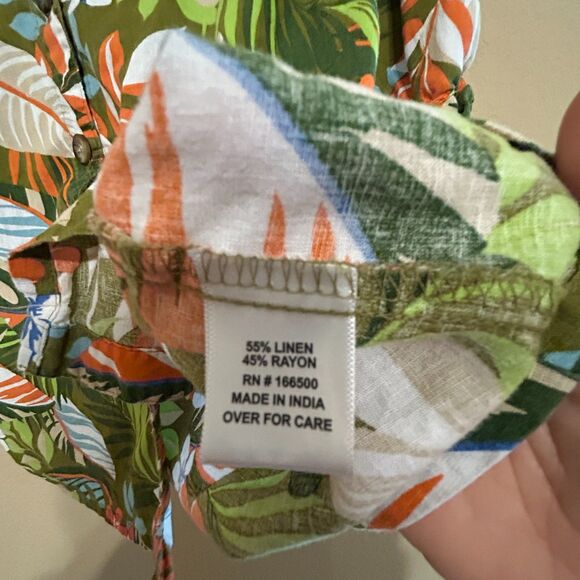 55% LINEN
45% RAYON
RN # 166500
MADE IN INDIA
OVER FOR CARE